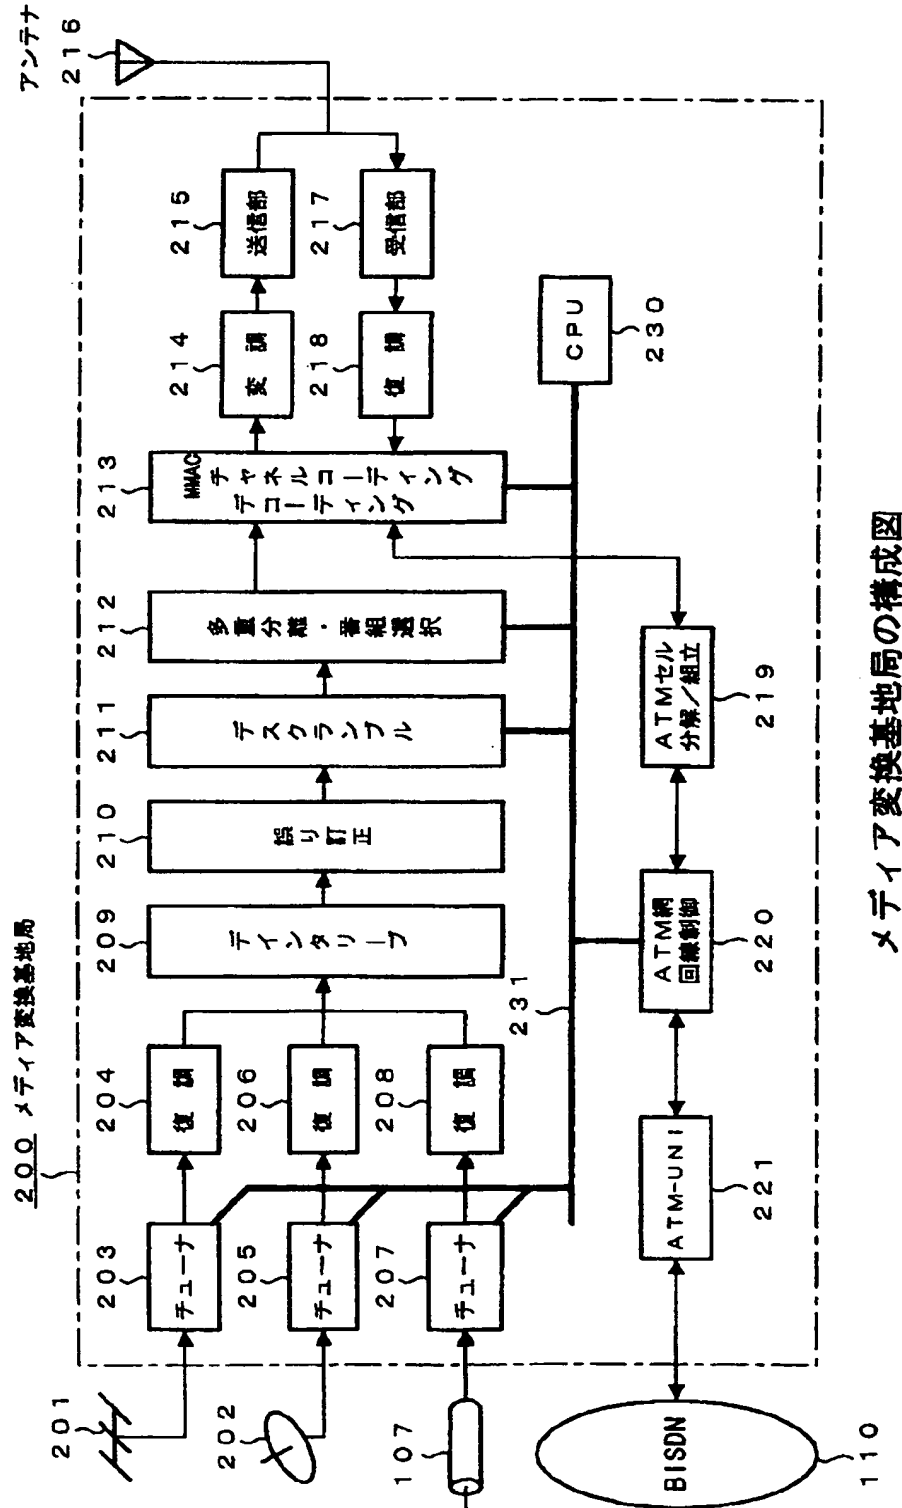 200 メディア変換基地局
アンテナ
216
201
203
チューナ
204
復調
202
205
チューナ
206
復調
107
207
チューナ
208
復調
209
デインタリーブ
210
誤り訂正
211
デスクランブル
212
多重分離・番組選択
213
MMAC
チャネルコーディング
デコーディング
214
変調
215
送信部
217
受信部
218
復調
231
CPU
230
BISDN
110
ATM-UNI
221
ATM網
回線制御
220
ATMセル
分解/組立
219
メディア変換基地局の構成図